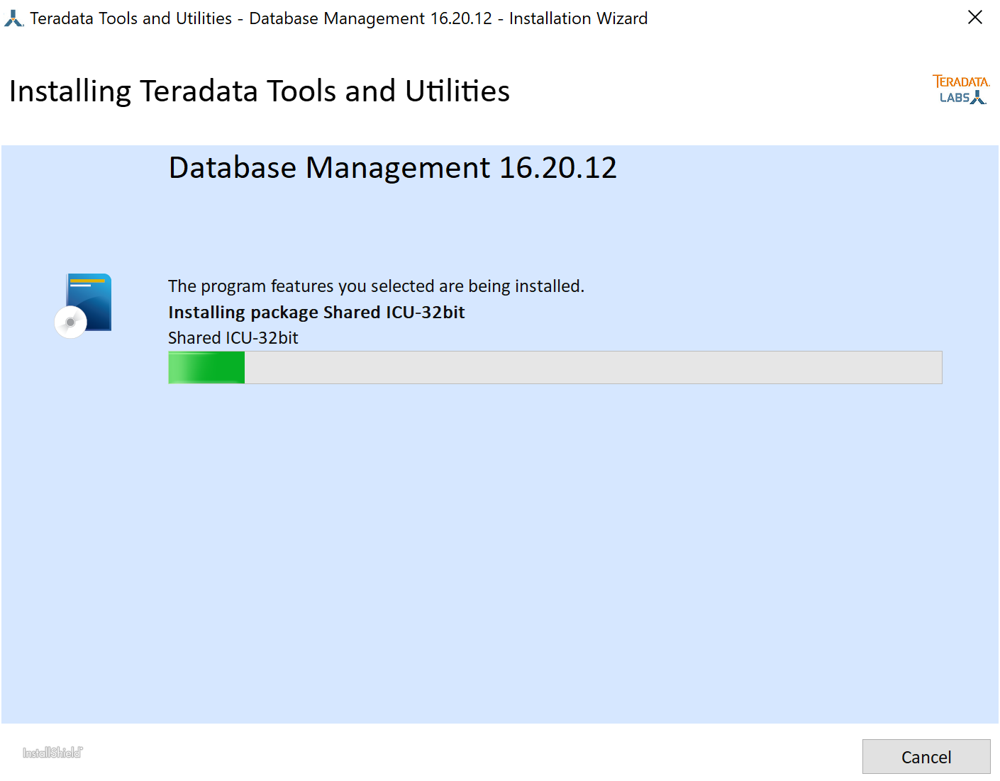 Teradata Tools and Utilities - Database Management 16.20.12 - Installation Wizard
Installing Teradata Tools and Utilities
TERADATA.
LABS
Database Management 16.20.12
The program features you selected are being installed.
Installing package Shared ICU-32bit
Shared ICU-32bit
InstallShield™
Cancel